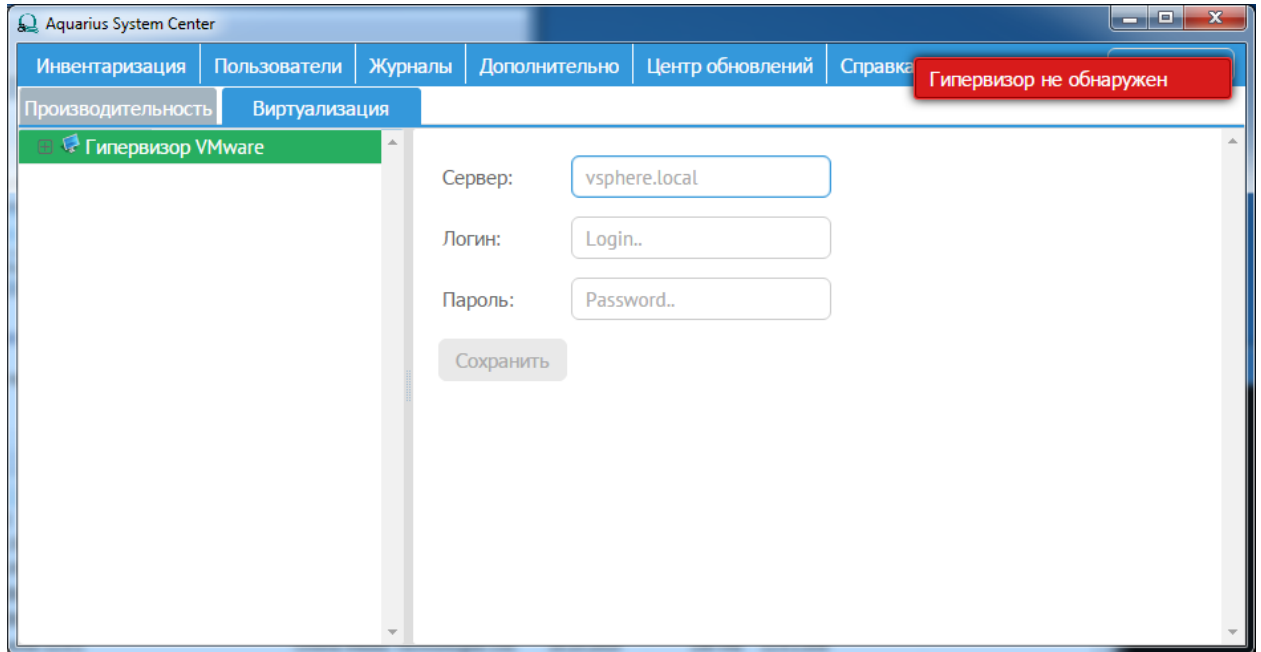 Aquarius System Center
Инвентаризация Пользователи Журналы Дополнительно Центр обновлений Справка
Гипервизор не обнаружен
Производительность Виртуализация
Гипервизор VMware
Сервер: vsphere.local
Логин: Login..
Пароль: Password..
Сохранить